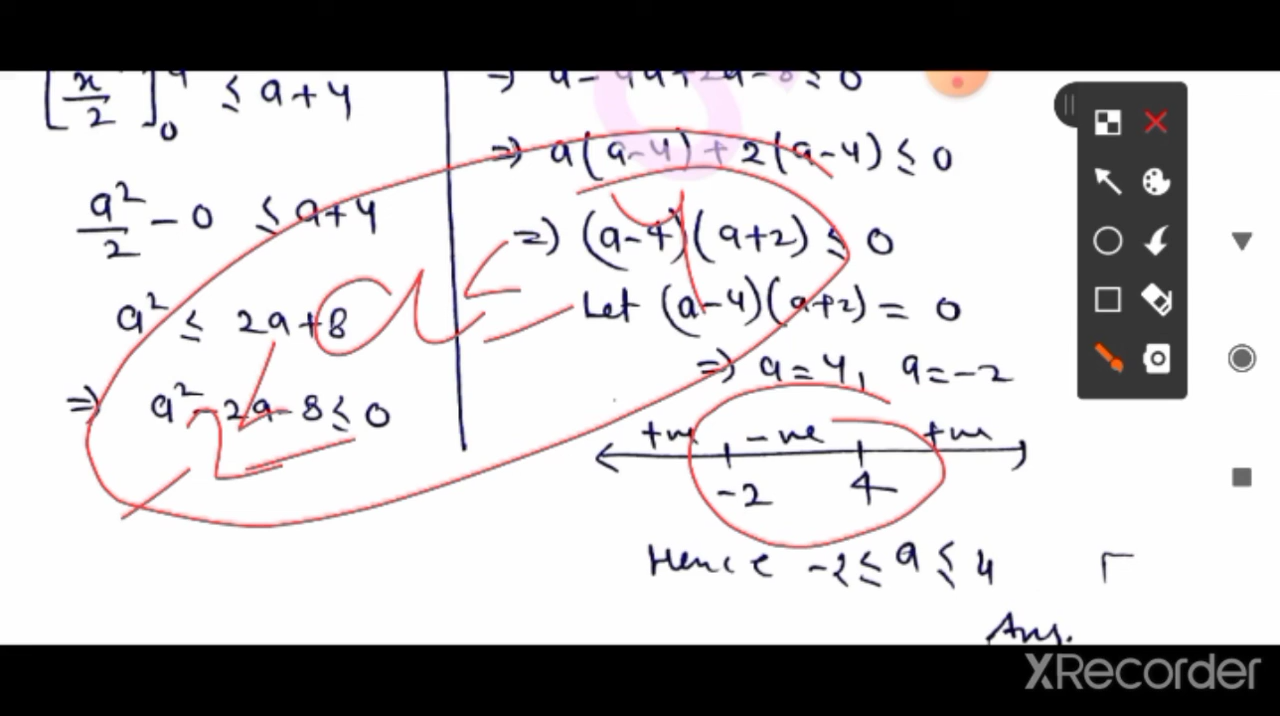 [x/2]₀ ≤ a+4
a²/2 - 0 ≤ a+4
a² ≤ 2a+8
⇒ a² - 2a - 8 ≤ 0
⇒ a(a-4) + 2(a-4) ≤ 0
⇒ (a-4)(a+2) ≤ 0
Let (a-4)(a+2) = 0
⇒ a=4, a=-2
+ve -ve +ve
-2 4
Hence -2 ≤ a ≤ 4
Ans.
XRecorder